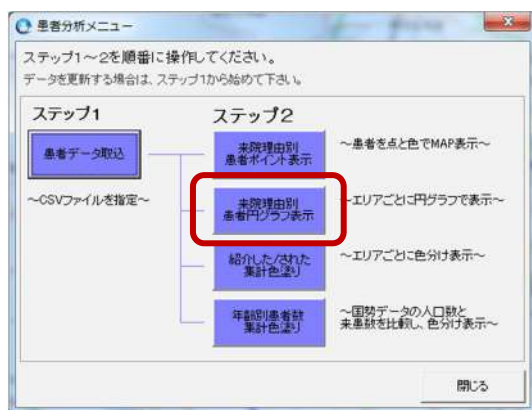 患者分析メニュー
ステップ1～2を順番に操作してください。
データを更新する場合は、ステップ1から始めて下さい。
ステップ1
ステップ2
患者データ取込
～CSVファイルを指定～
来院理由別
患者ポイント表示
～患者を点と色でMAP表示～
来院理由別
患者円グラフ表示
～エリアごとに円グラフで表示～
紹介した/された
集計色塗り
～エリアごとに色分け表示～
年齢別患者数
集計色塗り
～国勢データの人口数と
来患数を比較し、色分け表示～
閉じる